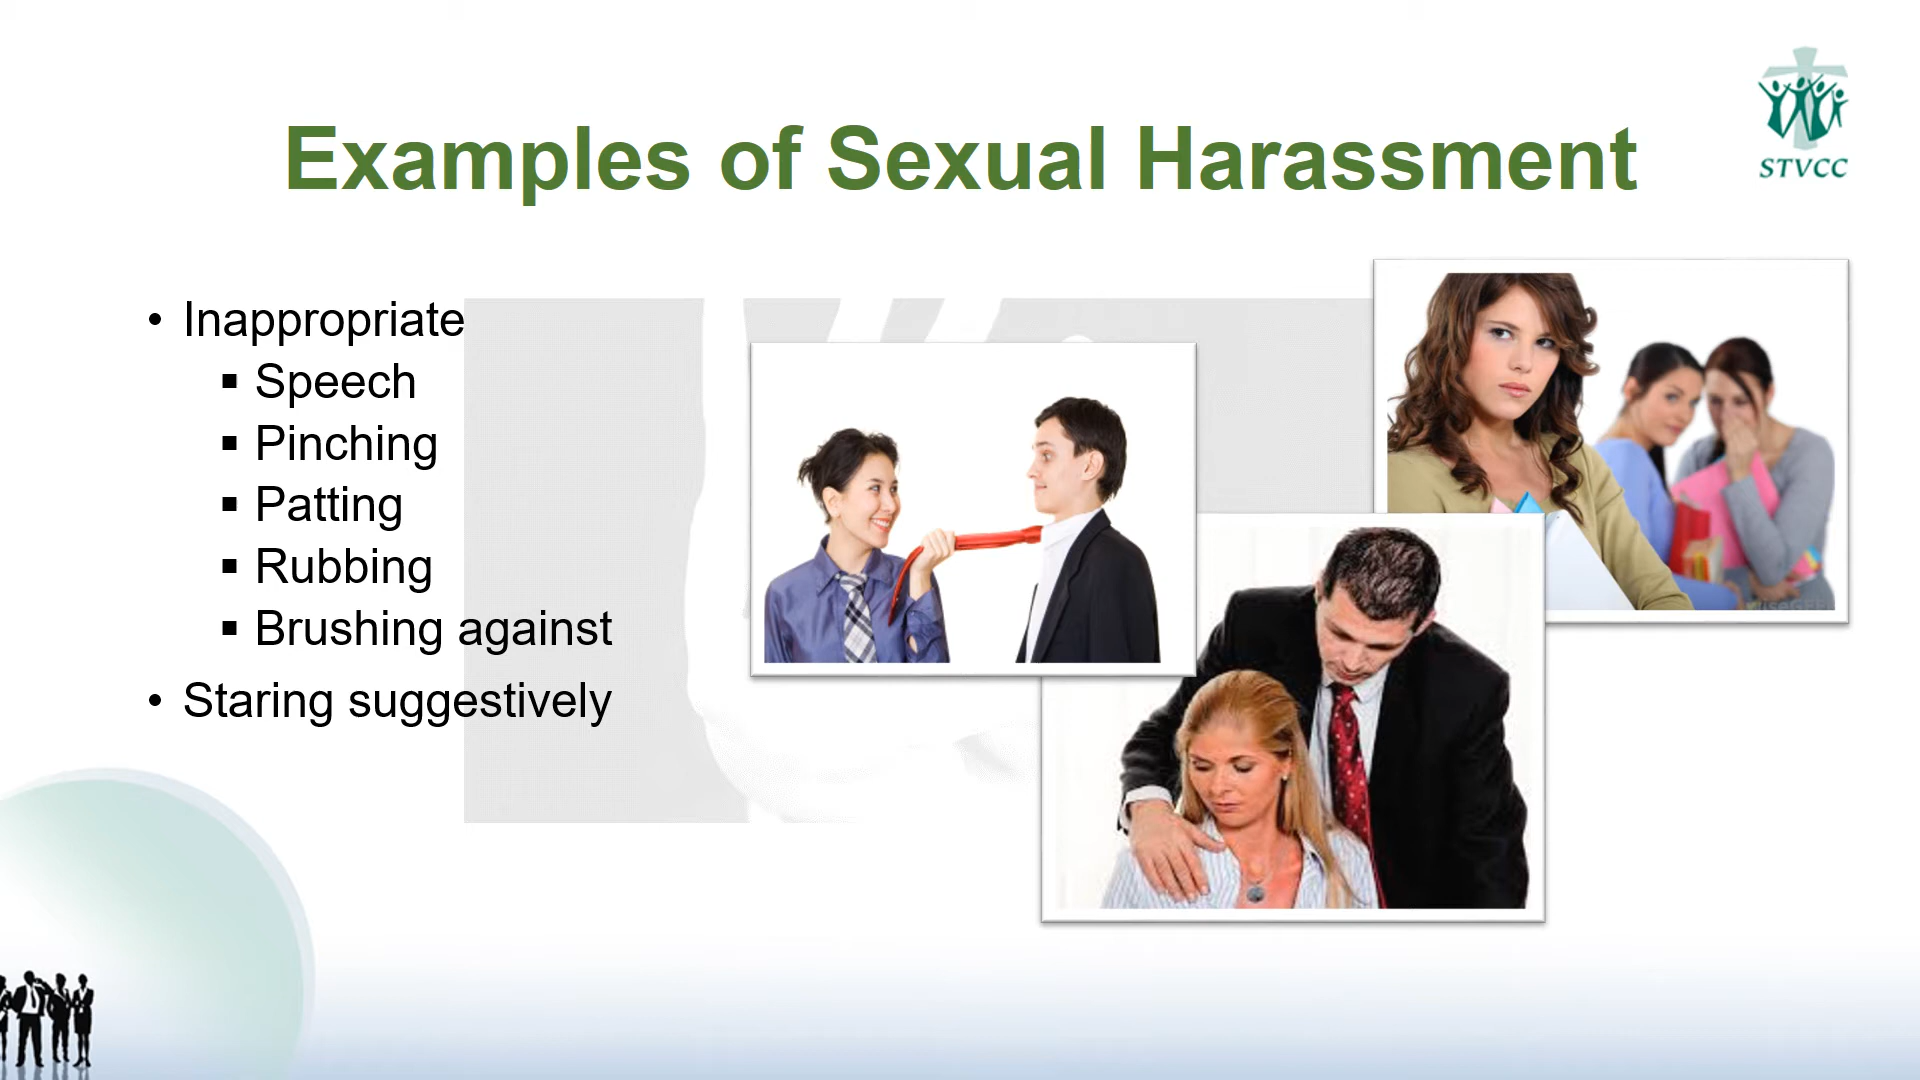 Examples of Sexual Harassment
STVCC
• Inappropriate
▪ Speech
▪ Pinching
▪ Patting
▪ Rubbing
▪ Brushing against
• Staring suggestively